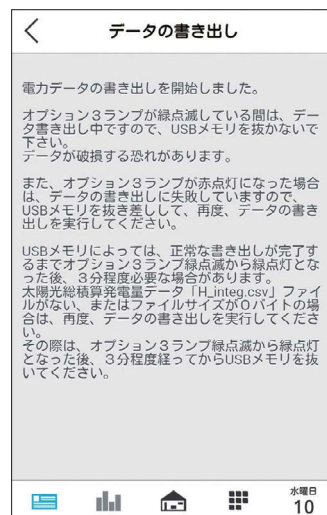 データの書き出し
電力データの書き出しを開始しました。
オプション３ランプが緑点滅している間は、デー
タ書き出し中ですので、USBメモリを抜かないで
下さい。
データが破損する恐れがあります。
また、オプション３ランプが赤点灯になった場合
は、データの書き出しに失敗していますので、
USBメモリを抜き差しして、再度、データの書き
出しを実行してください。
USBメモリによっては、正常な書き出しが完了す
るまでオプション３ランプ緑点滅から緑点灯とな
った後、３分程度必要な場合があります。
太陽光総積算発電量データ「H_integ.csv」ファイ
ルがない、またはファイルサイズが０バイトの場
合は、再度、データの書き出しを実行してくださ
い。
その際は、オプション３ランプ緑点滅から緑点灯
となった後、３分程度経ってからUSBメモリを抜
いてください。
水曜日
10